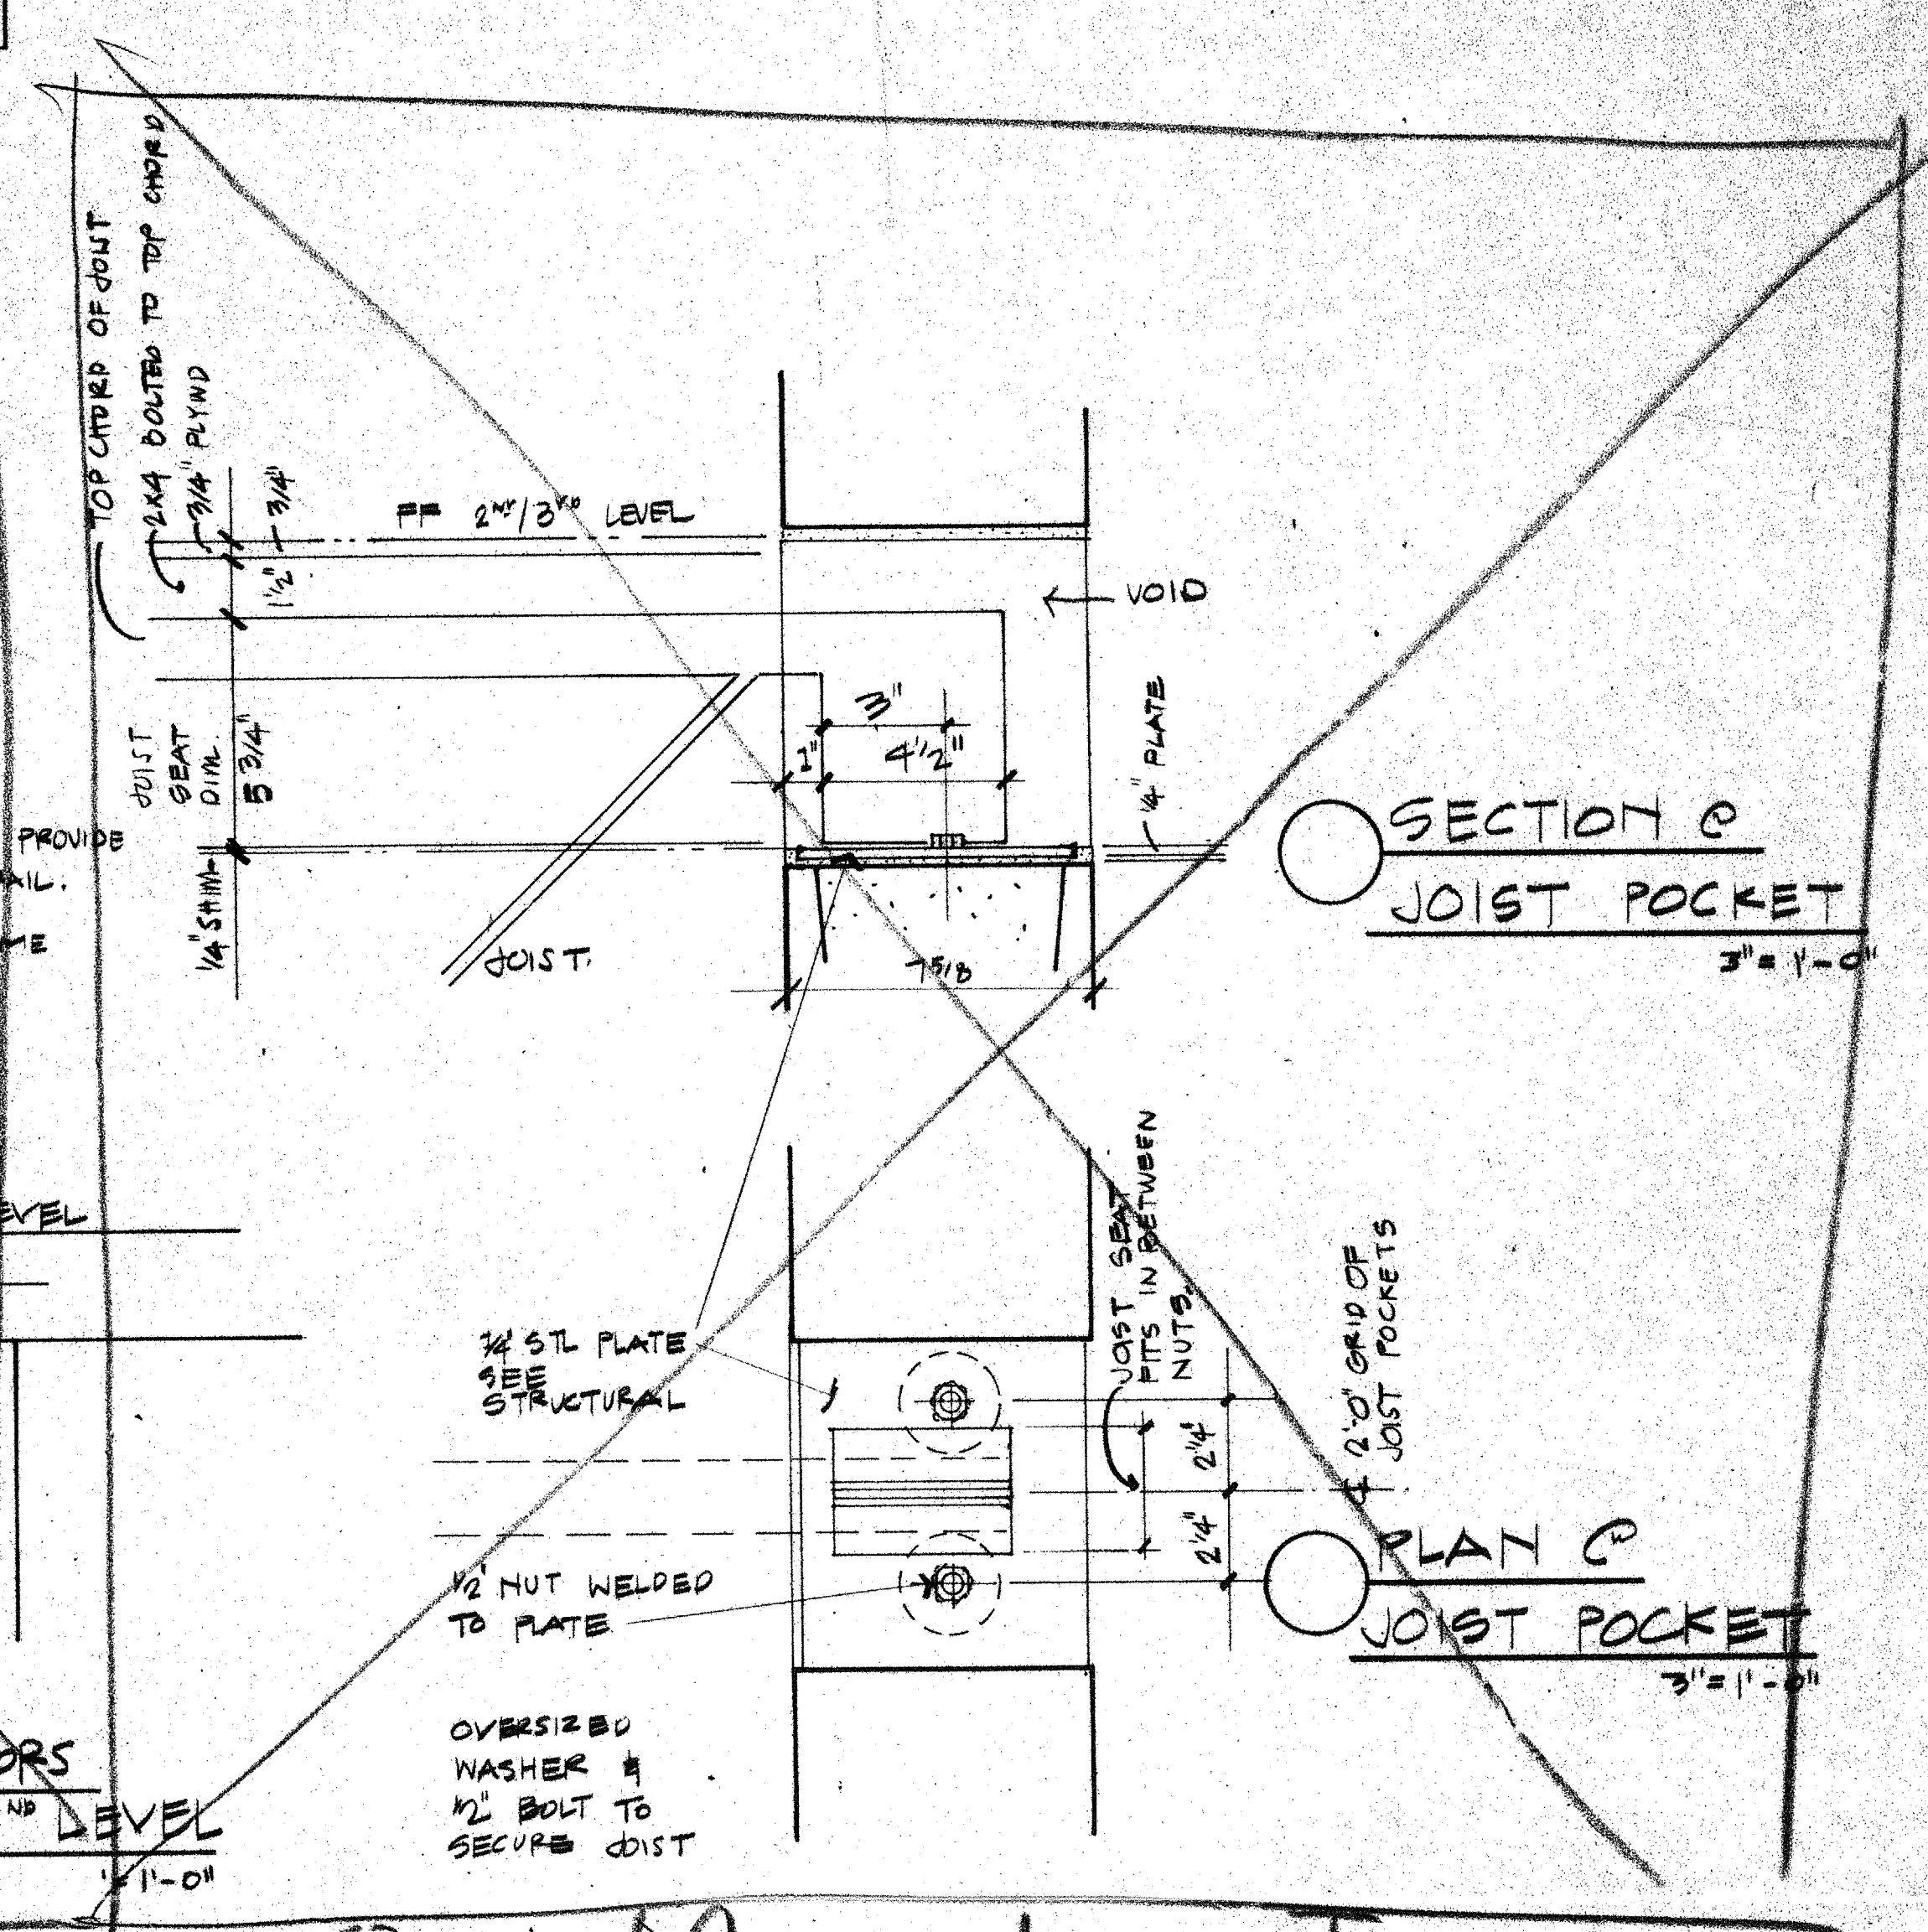 TOP CHORD OF JOINT
2X4 BOLTED TO TOP CHORD
3/4" PLYWD
3/4"
1 1/2"
FF 2ND/3RD LEVEL
VOID
JOIST
SEAT
DIM.
5 3/4"
3"
1"
4 1/2"
1/4" PLATE
PROVIDE
AIL.
ME
1/4" SHIM
JOIST.
7 5/8
SECTION @
JOIST POCKET
3" = 1'-0"
EVEL
1/4" STL PLATE
SEE
STRUCTURAL
JOIST SEAT
FITS IN BETWEEN
NUTS.
2 1/4"
2 1/4"
℄ 2'-0" GRID OF
JOIST POCKETS
1/2" NUT WELDED
TO PLATE
PLAN @
JOIST POCKET
3" = 1'-0"
OVERSIZED
WASHER &
1/2" BOLT TO
SECURE JOIST
ORS
ND
LEVEL
" = 1'-0"